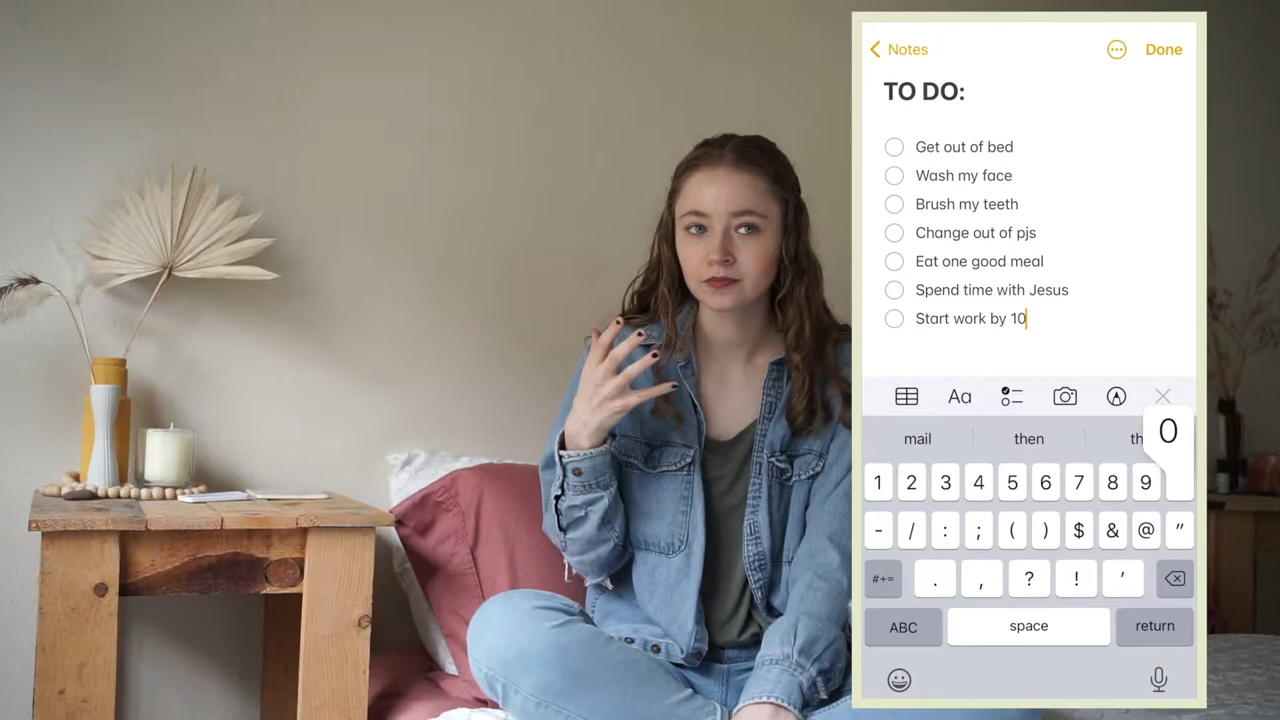 Notes
Done
TO DO:
Get out of bed
Wash my face
Brush my teeth
Change out of pjs
Eat one good meal
Spend time with Jesus
Start work by 10
Aa
mail then th
0
1 2 3 4 5 6 7 8 9
- / : ; ( ) $ & @ "
#+= . , ? ! '
ABC space return